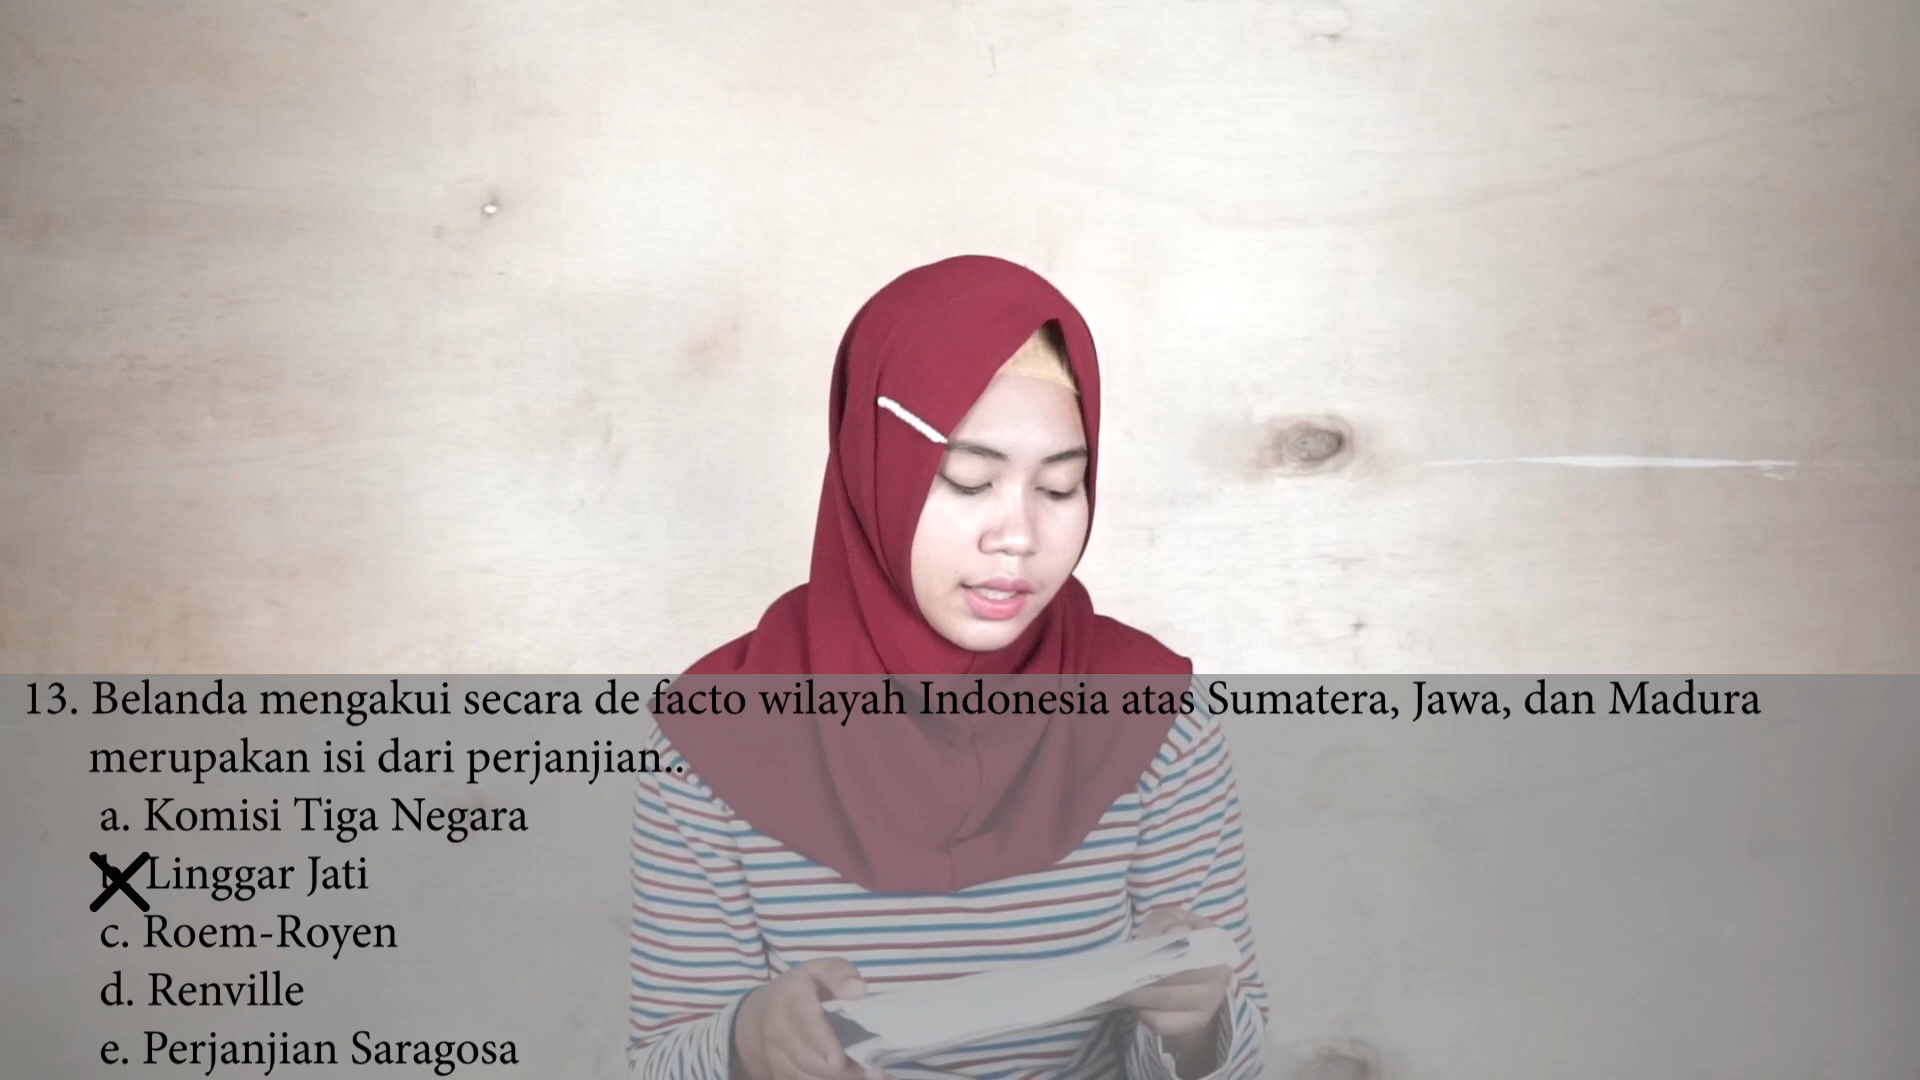 13. Belanda mengakui secara de facto wilayah Indonesia atas Sumatera, Jawa, dan Madura
merupakan isi dari perjanjian..
a. Komisi Tiga Negara
b. Linggar Jati
c. Roem-Royen
d. Renville
e. Perjanjian Saragosa